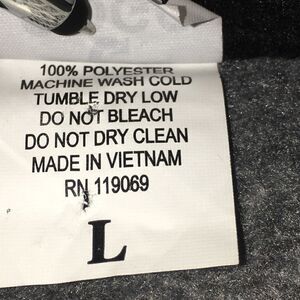 100% POLYESTER
MACHINE WASH COLD
TUMBLE DRY LOW
DO NOT BLEACH
DO NOT DRY CLEAN
MADE IN VIETNAM
RN 119069
P
L